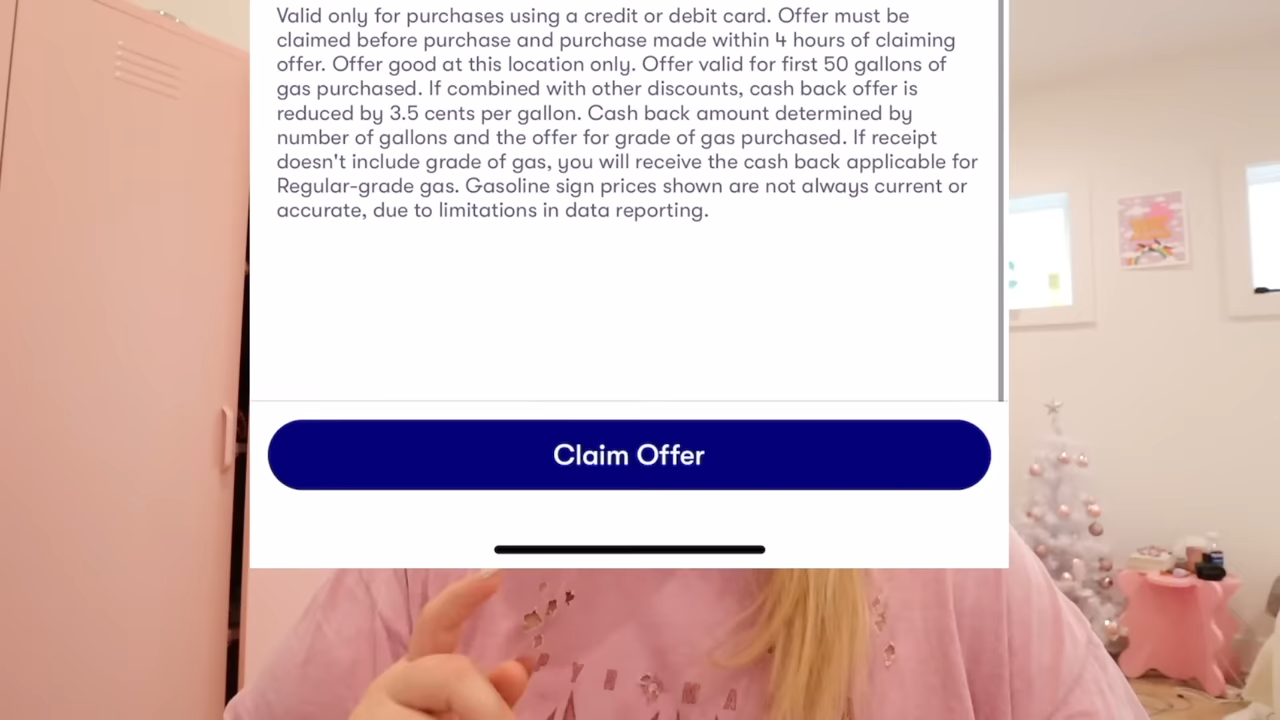 Valid only for purchases using a credit or debit card. Offer must be
claimed before purchase and purchase made within 4 hours of claiming
offer. Offer good at this location only. Offer valid for first 50 gallons of
gas purchased. If combined with other discounts, cash back offer is
reduced by 3.5 cents per gallon. Cash back amount determined by
number of gallons and the offer for grade of gas purchased. If receipt
doesn't include grade of gas, you will receive the cash back applicable for
Regular-grade gas. Gasoline sign prices shown are not always current or
accurate, due to limitations in data reporting.
Claim Offer